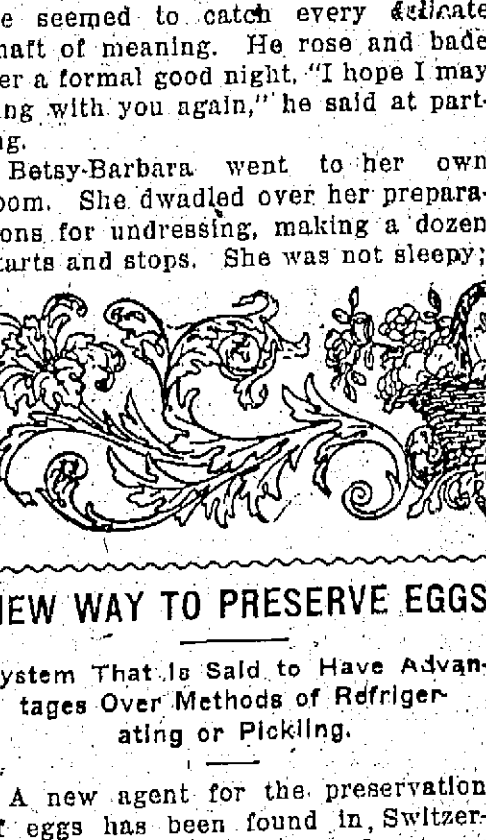 e seemed to catch every delicate
haft of meaning. He rose and bade
er a formal good night, "I hope I may
ing with you again," he said at part-
ng.
Betsy-Barbara went to her own
oom. She dwadled over her prepara-
ons for undressing, making a dozen
tarts and stops. She was not sleepy;
NEW WAY TO PRESERVE EGGS
ystem That Is Said to Have Advan-
tages Over Methods of Refriger-
ating or Pickling.
A new agent for the preservation
f eggs has been found in Switzer-